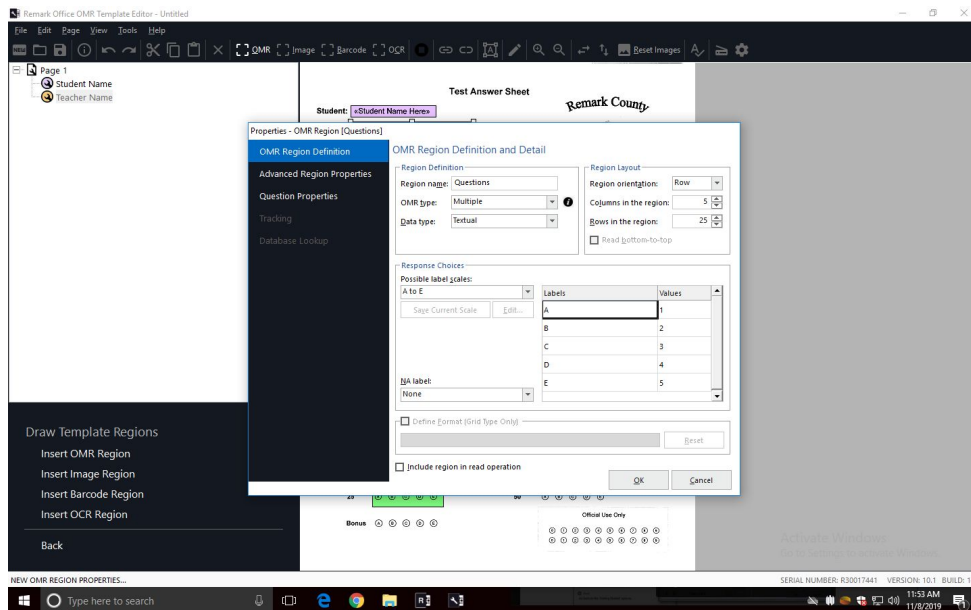 Remark Office OMR Template Editor - Untitled
File Edit Page View Tools Help
OMR Image Barcode OCR Reset Images
Page 1
Student Name
Teacher Name
Test Answer Sheet
Remark County
Student: «Student Name Here»
Properties - OMR Region [Questions]
OMR Region Definition
Advanced Region Properties
Question Properties
Tracking
Database Lookup
OMR Region Definition and Detail
Region Definition
Region name: Questions
OMR type: Multiple
Data type: Textual
Region Layout
Region orientation: Row
Columns in the region: 5
Rows in the region: 25
Read bottom-to-top
Response Choices
Possible label scales:
A to E
Save Current Scale Edit...
Labels Values
A 1
B 2
C 3
D 4
E 5
NA label:
None
Define Format (Grid Type Only)
Reset
Include region in read operation
OK Cancel
Draw Template Regions
Insert OMR Region
Insert Image Region
Insert Barcode Region
Insert OCR Region
Back
25 50
Bonus A B C D E
Official Use Only
Activate Windows
Go to Settings to activate Windows.
NEW OMR REGION PROPERTIES...
SERIAL NUMBER: R30017441 VERSION: 10.1 BUILD: 1
Type here to search
11:53 AM
11/8/2019